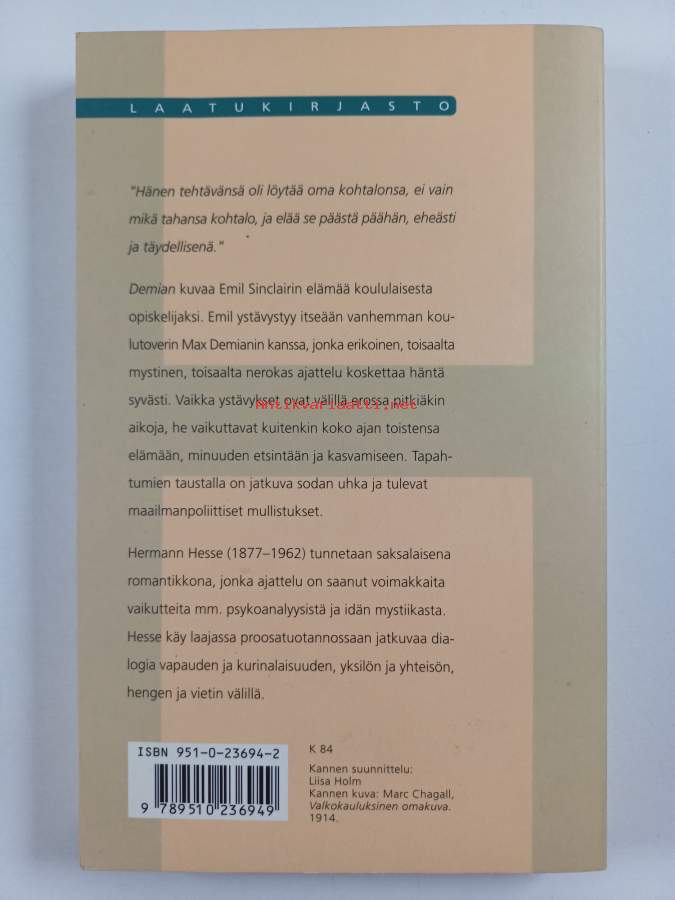 LAATUKIRJASTO
"Hänen tehtävänsä oli löytää oma kohtalonsa, ei vain
mikä tahansa kohtalo, ja elää se päästä päähän, eheästi
ja täydellisenä."
Demian kuvaa Emil Sinclairin elämää koululaisesta
opiskelijaksi. Emil ystävystyy itseään vanhemman kou-
lutoverin Max Demianin kanssa, jonka erikoinen, toisaalta
mystinen, toisaalta nerokas ajattelu koskettaa häntä
syvästi. Vaikka ystävykset ovat välillä erossa pitkiäkin
Antikvariaatti.net
aikoja, he vaikuttavat kuitenkin koko ajan toistensa
elämään, minuuden etsintään ja kasvamiseen. Tapah-
tumien taustalla on jatkuva sodan uhka ja tulevat
maailmanpoliittiset mullistukset.
Hermann Hesse (1877–1962) tunnetaan saksalaisena
romantikkona, jonka ajattelu on saanut voimakkaita
vaikutteita mm. psykoanalyysistä ja idän mystiikasta.
Hesse käy laajassa proosatuotannossaan jatkuvaa dia-
logia vapauden ja kurinalaisuuden, yksilön ja yhteisön,
hengen ja vietin välillä.
ISBN 951-0-23694-2
9 789510 236949
K 84
Kannen suunnittelu:
Liisa Holm
Kannen kuva: Marc Chagall,
Valkokauluksinen omakuva.
1914.